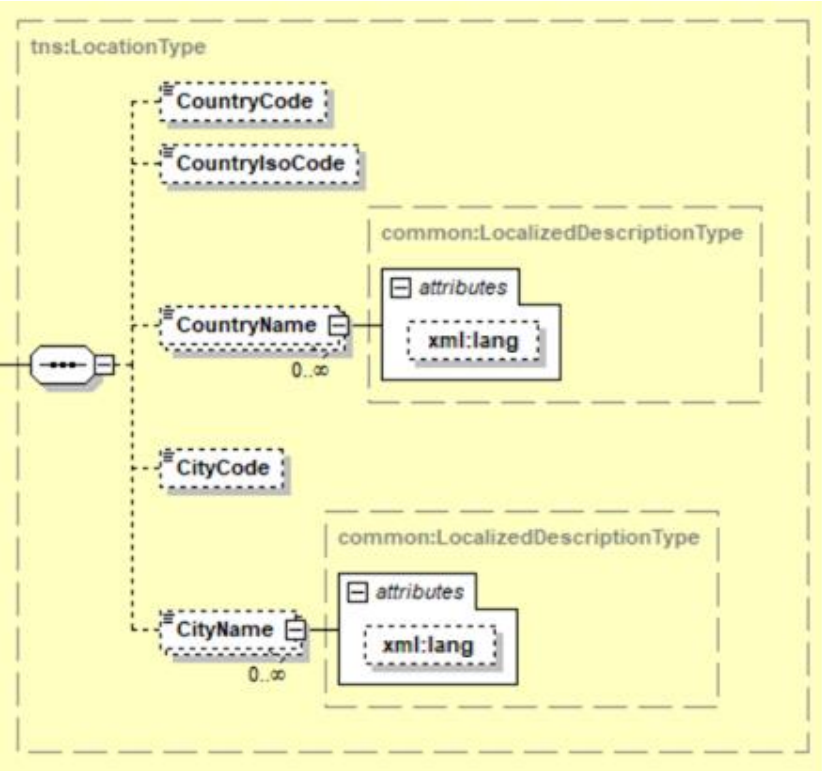 tns:LocationType
CountryCode
CountryIsoCode
common:LocalizedDescriptionType
attributes
CountryName
xml:lang
0..∞
CityCode
common:LocalizedDescriptionType
attributes
CityName
xml:lang
0..∞